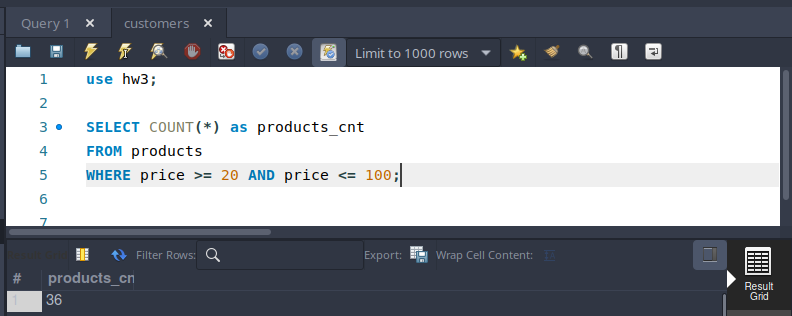 Query 1 customers
Limit to 1000 rows
1 use hw3;
2
3 SELECT COUNT(*) as products_cnt
4 FROM products
5 WHERE price >= 20 AND price <= 100;
6
7
Filter Rows: Export: Wrap Cell Content:
# products_cn
1 36
Result
Grid